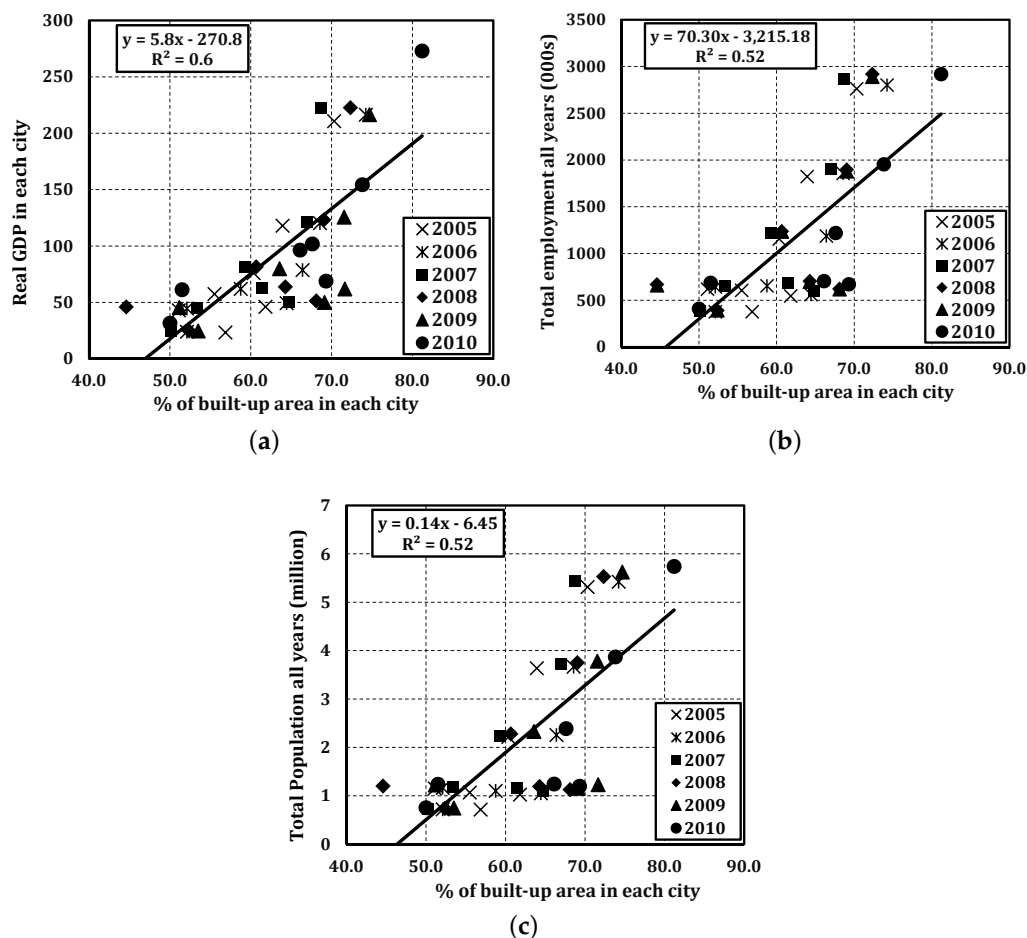 y = 5.8x - 270.8
R² = 0.6
Real GDP in each city
300
250
200
150
100
50
0
40.0 50.0 60.0 70.0 80.0 90.0
% of built-up area in each city
2005
2006
2007
2008
2009
2010
(a)
y = 70.30x - 3,215.18
R² = 0.52
Total employment all years (000s)
3500
3000
2500
2000
1500
1000
500
0
40.0 50.0 60.0 70.0 80.0 90.0
% of built-up area in each city
2005
2006
2007
2008
2009
2010
(b)
y = 0.14x - 6.45
R² = 0.52
Total Population all years (million)
7
6
5
4
3
2
1
0
40.0 50.0 60.0 70.0 80.0 90.0
% of built-up area in each city
2005
2006
2007
2008
2009
2010
(c)